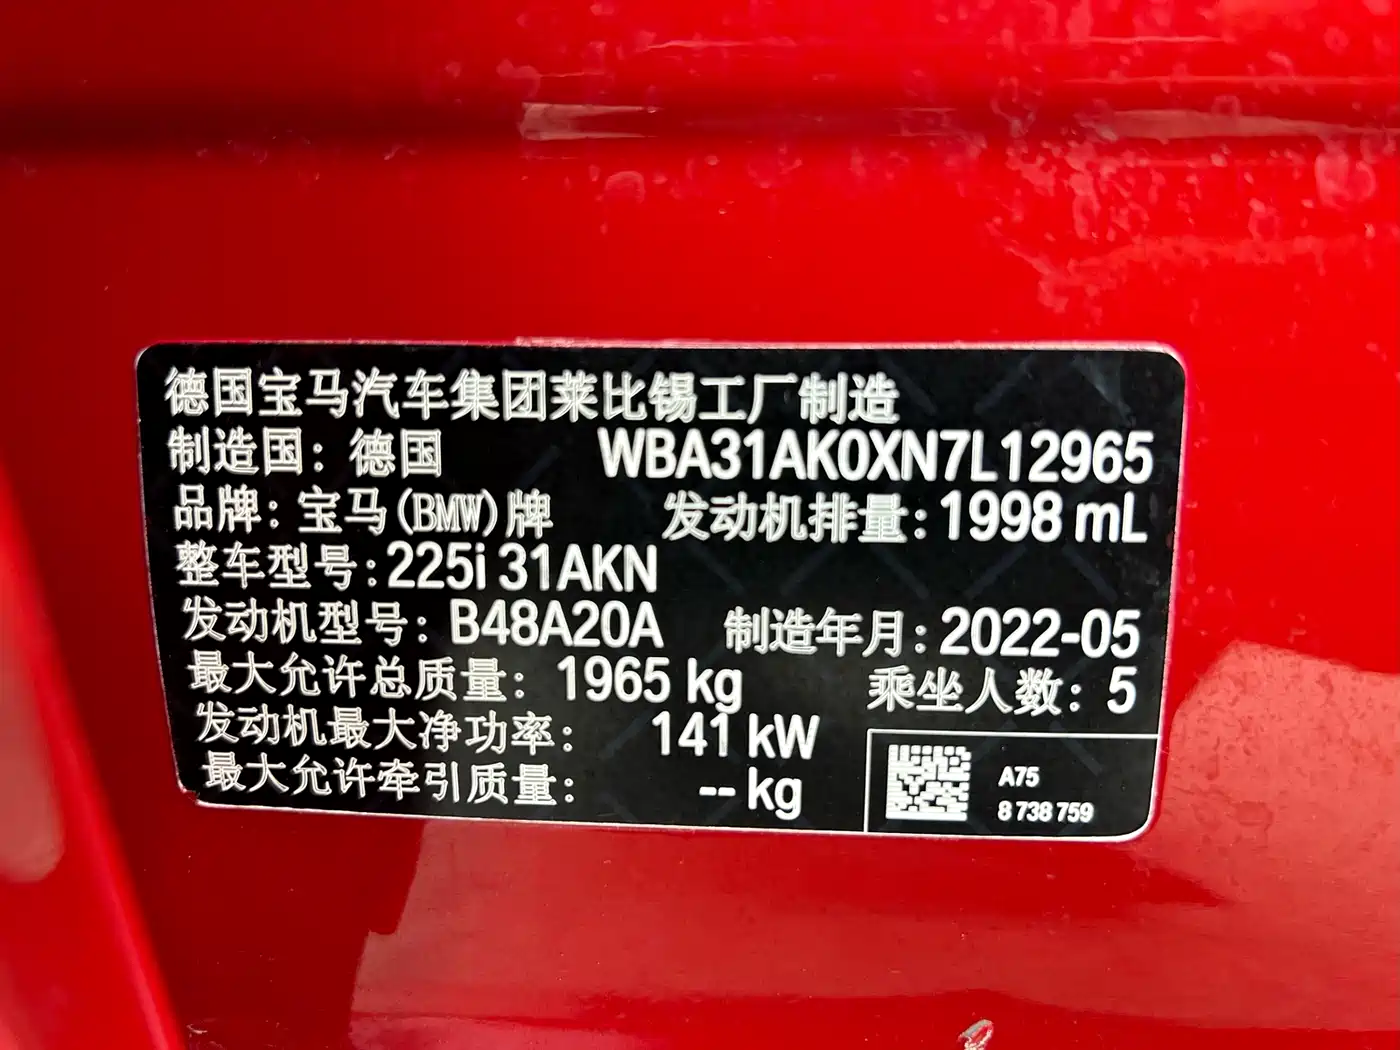 德国宝马汽车集团莱比锡工厂制造
制造国：德国 WBA31AK0XN7L12965
品牌：宝马(BMW)牌 发动机排量：1998 mL
整车型号：225i 31AKN
发动机型号：B48A20A 制造年月：2022-05
最大允许总质量：1965 kg 乘坐人数：5
发动机最大净功率：141 kW
最大允许牵引质量：-- kg
A75
8 738 759